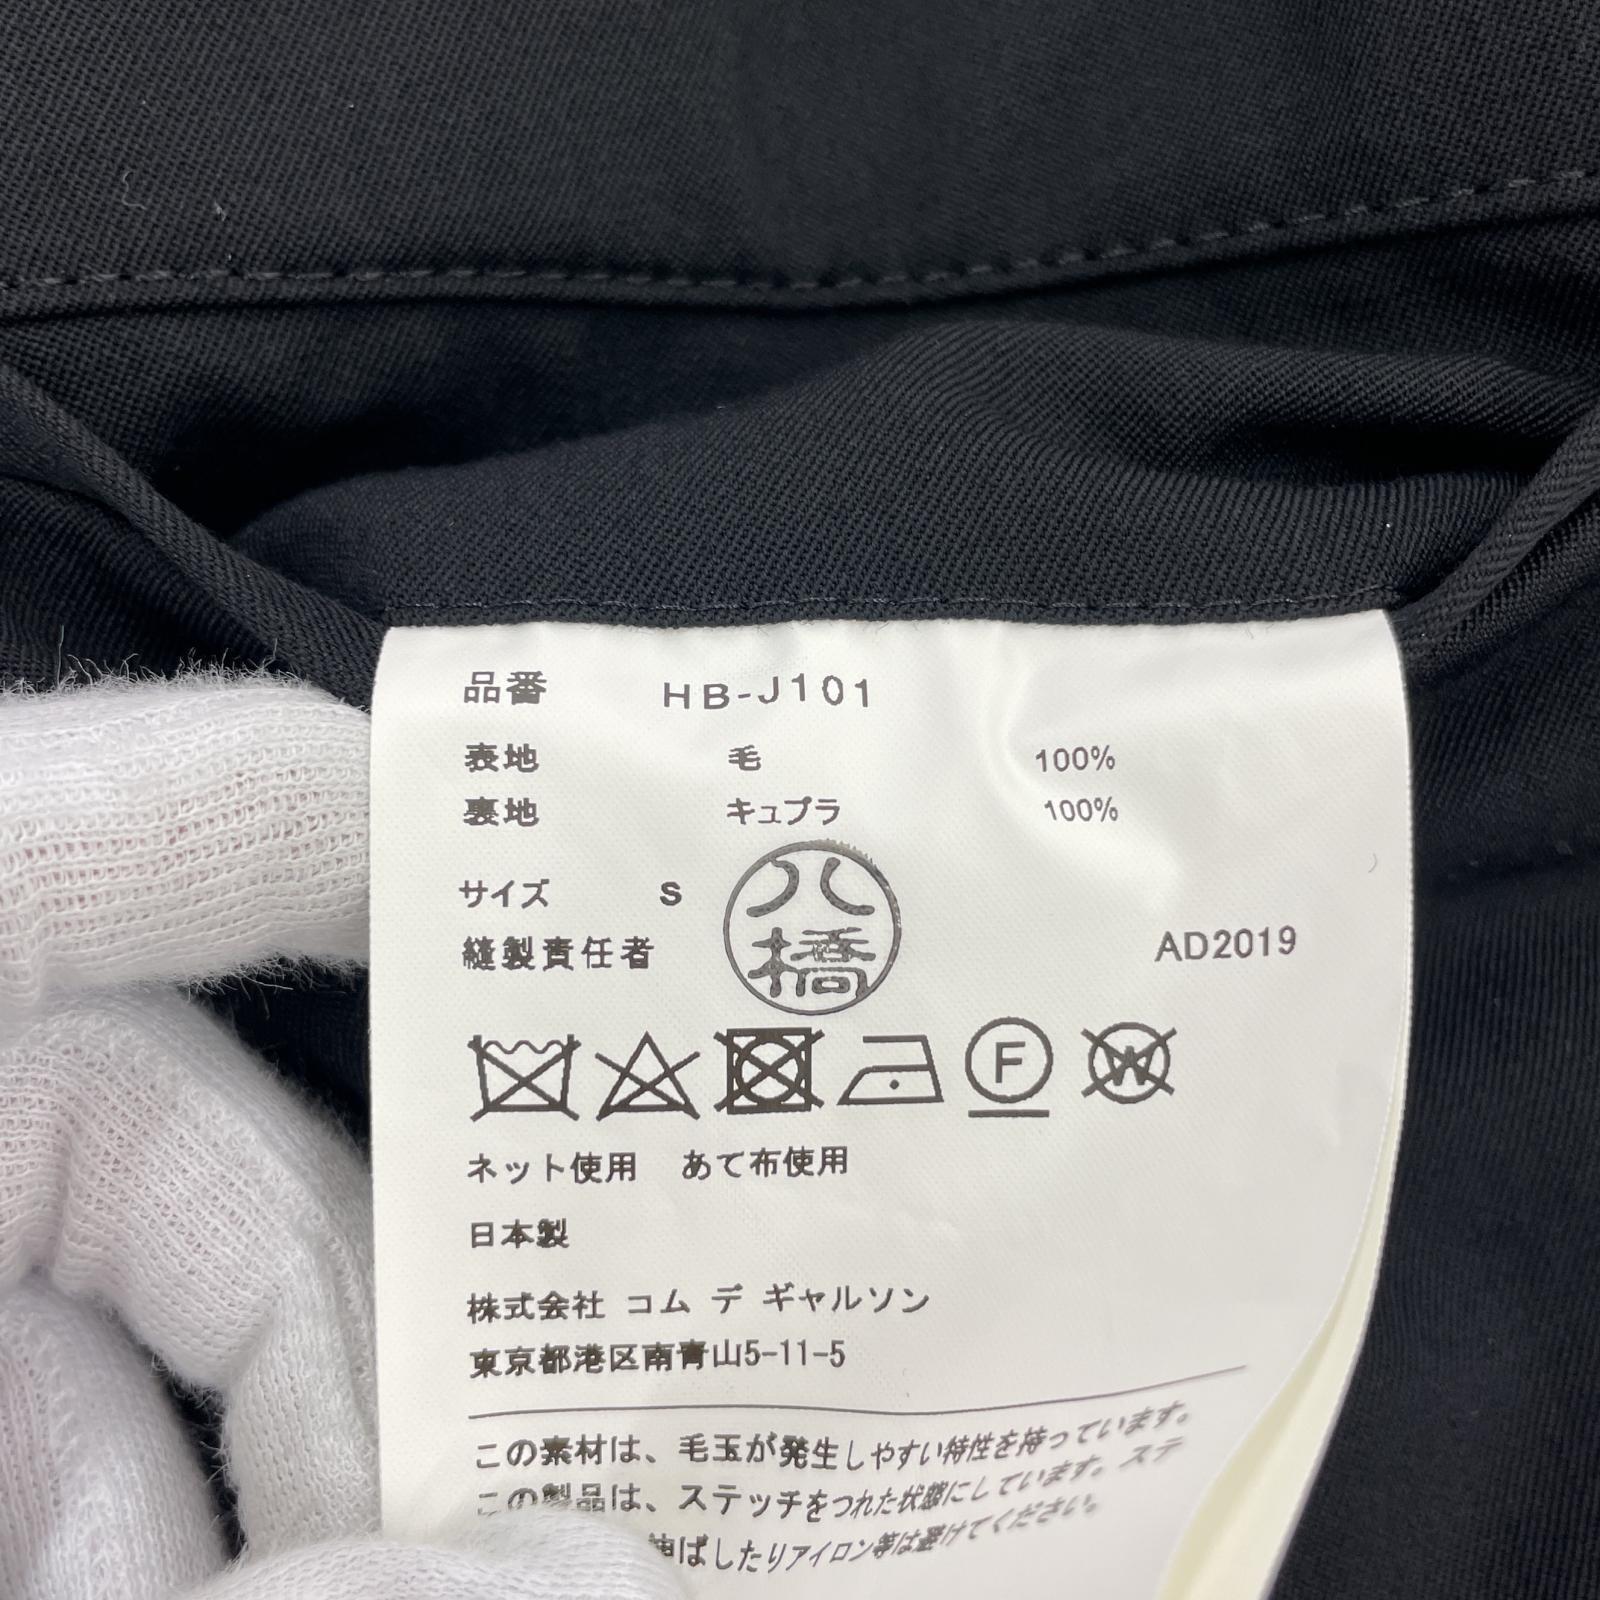 品番 HB-J101
表地 毛 100%
裏地 キュプラ 100%
サイズ S
縫製責任者 八橋 AD2019
F W
ネット使用 あて布使用
日本製
株式会社 コム デ ギャルソン
東京都港区南青山5-11-5
この素材は、毛玉が発生しやすい特性を持っています。
この製品は、ステッチをつれた状態にしています。ステ
伸ばしたりアイロン等は避けてください。